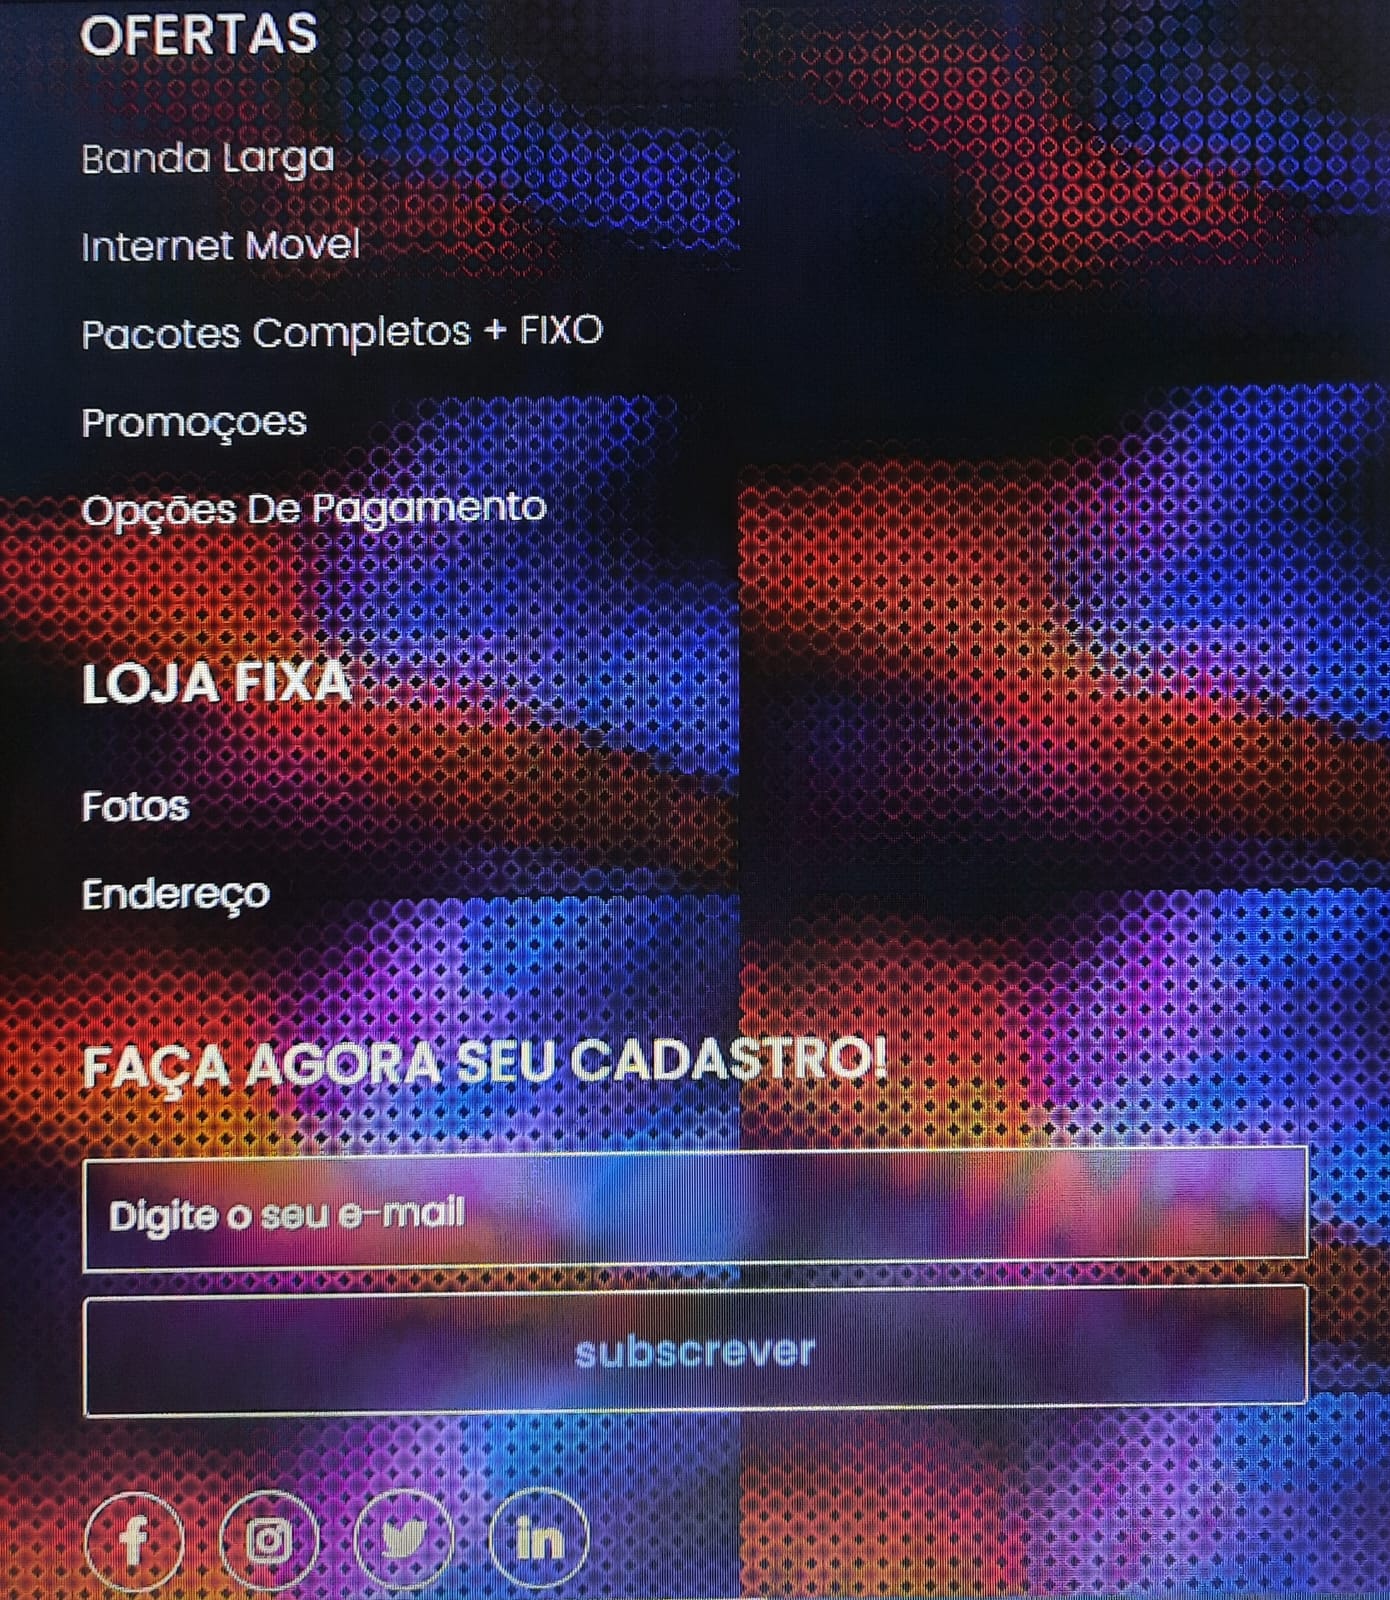 OFERTAS
Banda Larga
Internet Movel
Pacotes Completos + FIXO
Promoçoes
Opções De Pagamento
LOJA FIXA
Fotos
Endereço
FAÇA AGORA SEU CADASTRO!
Digite o seu e-mail
subscrever